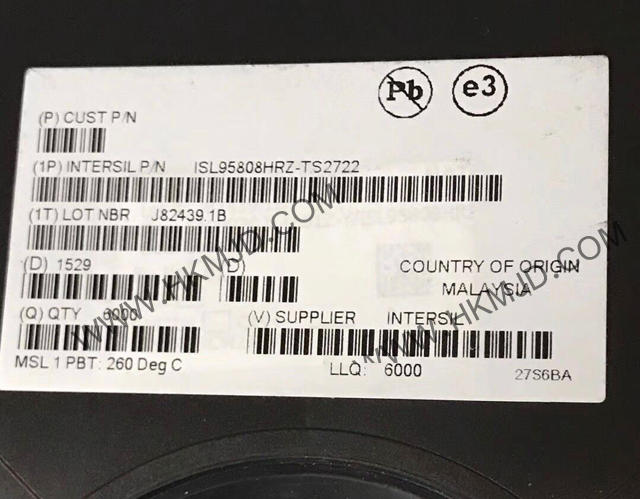 Pb e3
(P) CUST P/N
(1P) INTERSIL P/N ISL95808HRZ-TS2722
(1T) LOT NBR J82439.1B
(D) 1529 (D)
COUNTRY OF ORIGIN
MALAYSIA
(Q) QTY 6000 (V) SUPPLIER INTERSIL
MSL 1 PBT: 260 Deg C LLQ: 6000 27S6BA
WWW.HKMJD.COM
WWW.HKMJD.COM